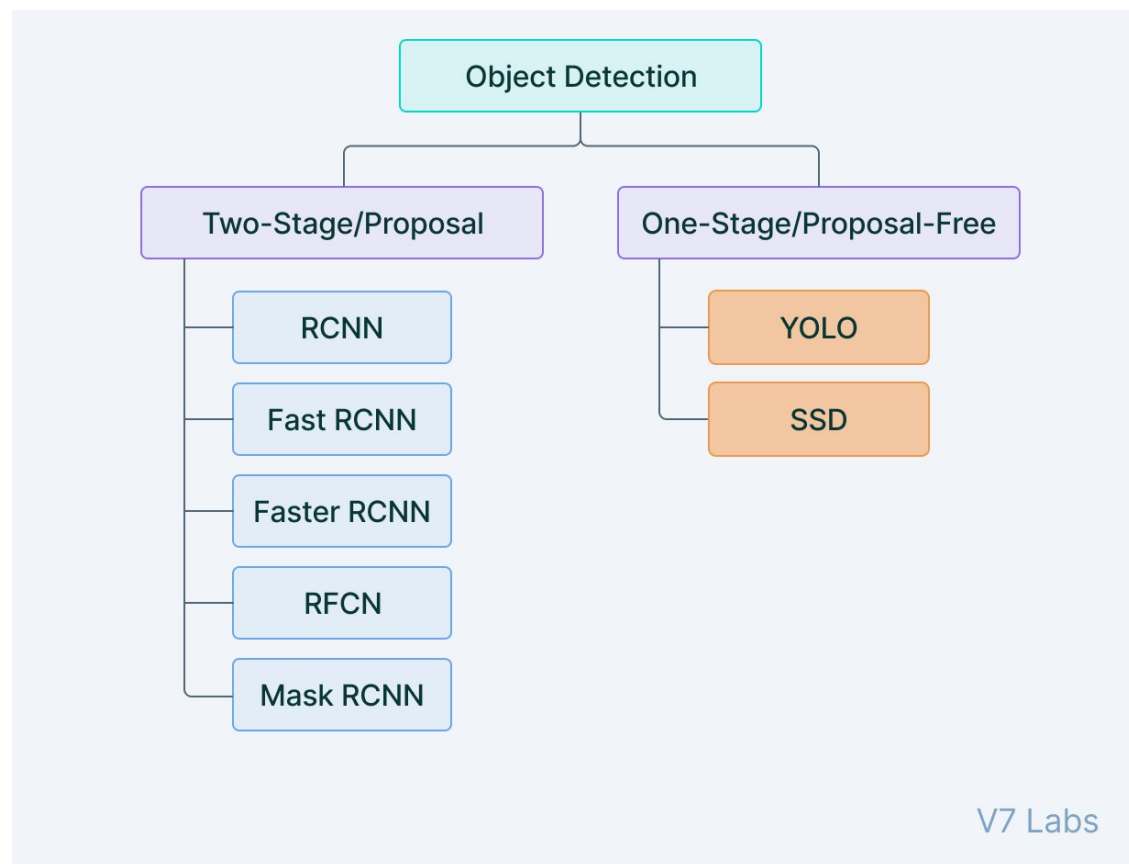 Object Detection
Two-Stage/Proposal
One-Stage/Proposal-Free
RCNN
Fast RCNN
Faster RCNN
RFCN
Mask RCNN
YOLO
SSD
V7 Labs